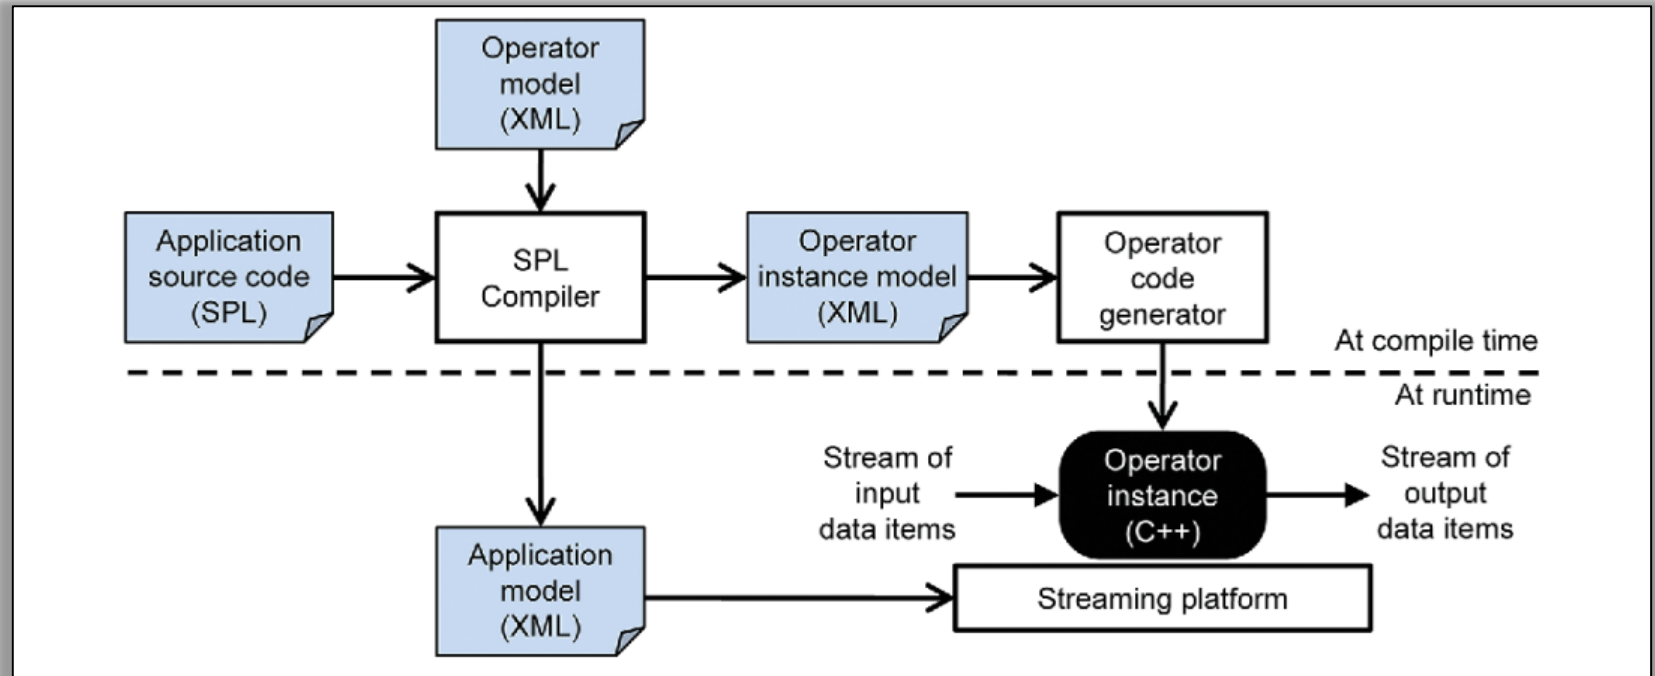 Operator
model
(XML)
Application
source code
(SPL)
SPL
Compiler
Operator
instance model
(XML)
Operator
code
generator
At compile time
At runtime
Stream of
input
data items
Operator
instance
(C++)
Stream of
output
data items
Application
model
(XML)
Streaming platform